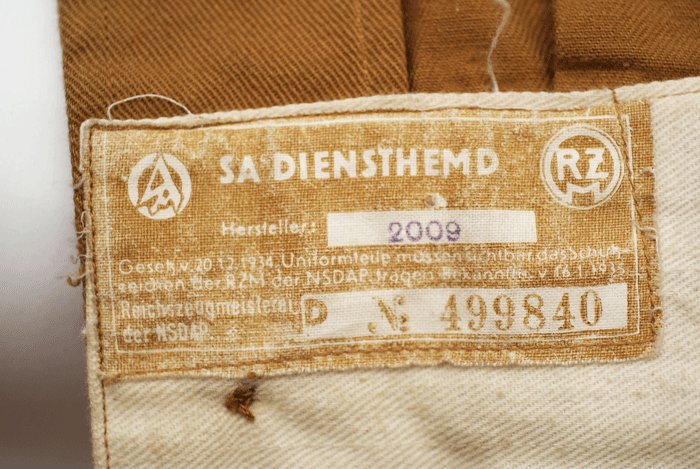 SA DIENSTHEMD
RZM
Hersteller: 2009
Gesetz v. 20.12.1934. Uniformteile müssen sichtbar das Schutz-
zeichen der RZM der NSDAP. tragen Bekanntm. v. 16.1.1935
Reichszeugmeisterei
der NSDAP
D № 499840